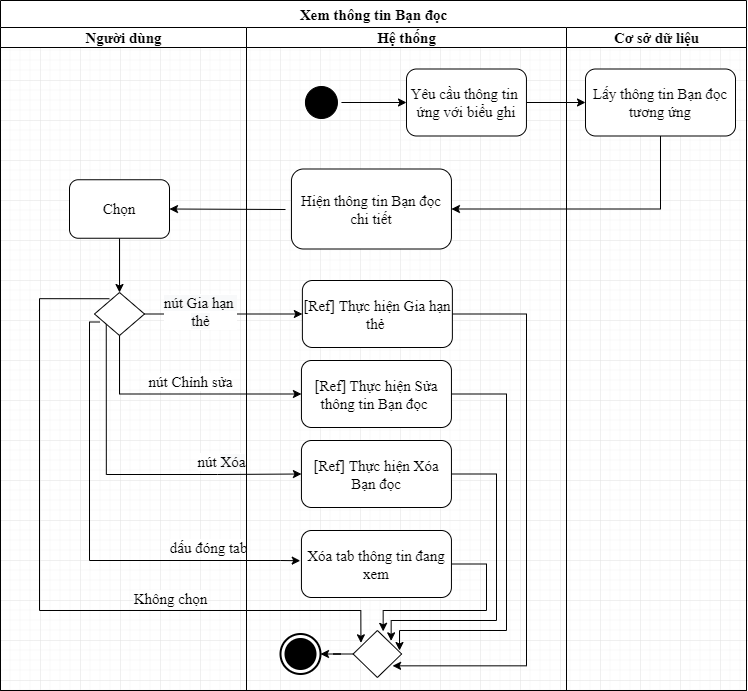 Xem thông tin Bạn đọc
Người dùng
Hệ thống
Cơ sở dữ liệu
Yêu cầu thông tin
ứng với biểu ghi
Lấy thông tin Bạn đọc
tương ứng
Chọn
Hiện thông tin Bạn đọc
chi tiết
nút Gia hạn
thẻ
[Ref] Thực hiện Gia hạn
thẻ
nút Chỉnh sửa
[Ref] Thực hiện Sửa
thông tin Bạn đọc
nút Xóa
[Ref] Thực hiện Xóa
Bạn đọc
dấu đóng tab
Xóa tab thông tin đang
xem
Không chọn